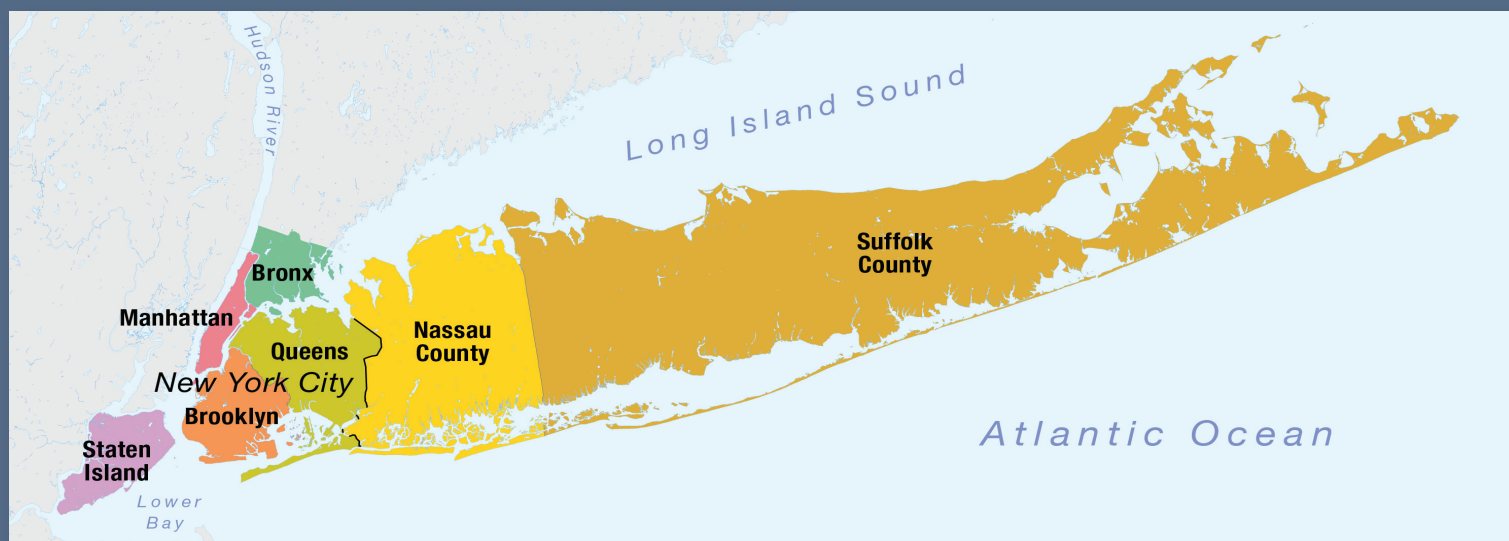 Hudson River
Long Island Sound
Bronx
Manhattan
Queens
New York City
Brooklyn
Staten
Island
Lower
Bay
Nassau
County
Suffolk
County
Atlantic Ocean